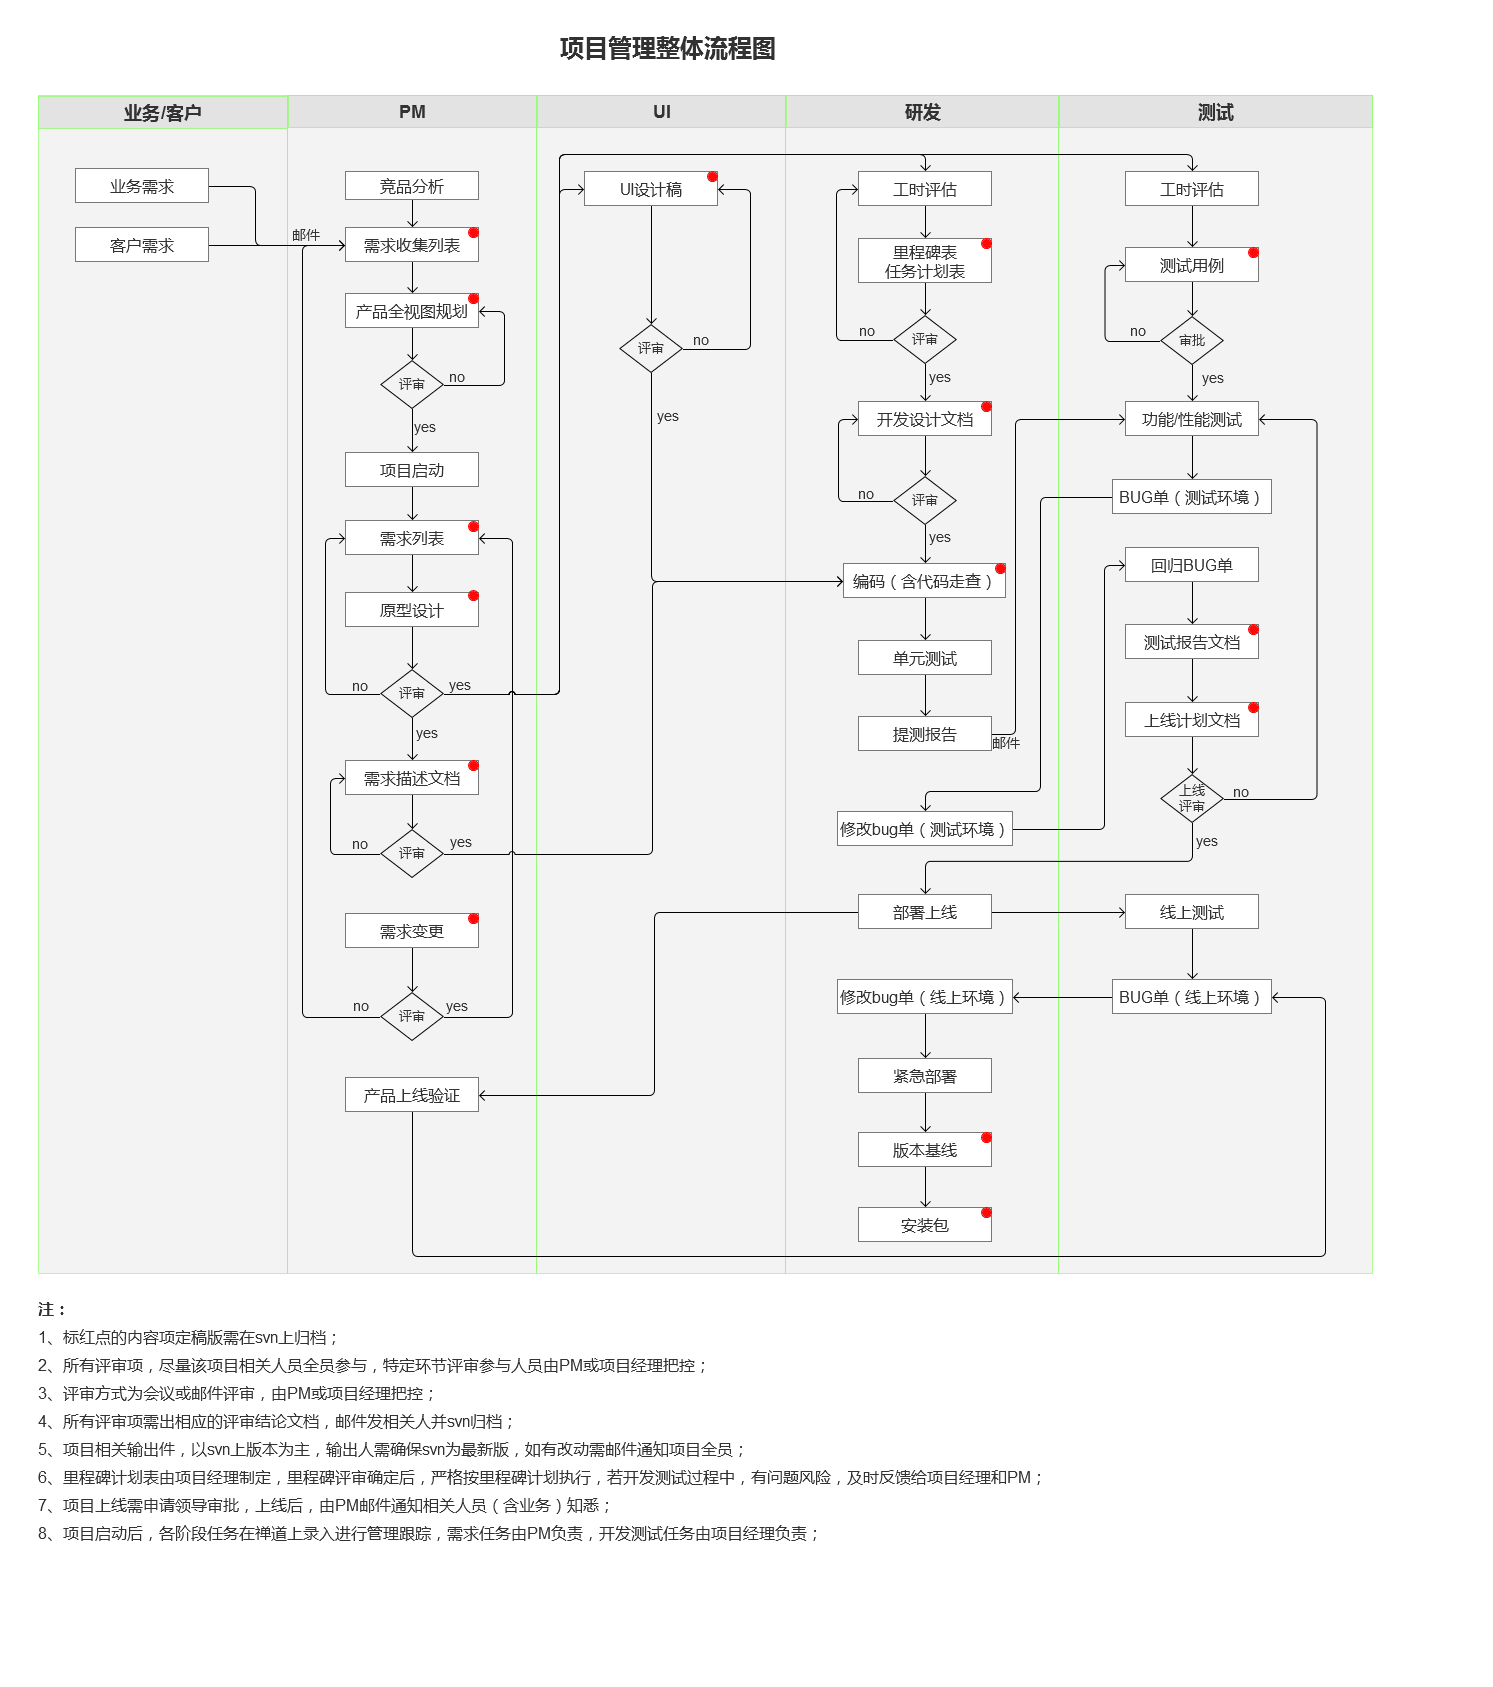 项目管理整体流程图
业务/客户
PM
UI
研发
测试
业务需求
客户需求
邮件
竞品分析
需求收集列表
产品全视图规划
评审
no
yes
项目启动
需求列表
原型设计
评审
no
yes
yes
需求描述文档
评审
no
yes
需求变更
评审
no
yes
产品上线验证
UI设计稿
评审
no
yes
工时评估
里程碑表
任务计划表
评审
no
yes
开发设计文档
评审
no
yes
编码（含代码走查）
单元测试
提测报告
邮件
修改bug单（测试环境）
部署上线
修改bug单（线上环境）
紧急部署
版本基线
安装包
工时评估
测试用例
审批
no
yes
功能/性能测试
BUG单（测试环境）
回归BUG单
测试报告文档
上线计划文档
上线
评审
no
yes
线上测试
BUG单（线上环境）
注：
1、标红点的内容项定稿版需在svn上归档；
2、所有评审项，尽量该项目相关人员全员参与，特定环节评审参与人员由PM或项目经理把控；
3、评审方式为会议或邮件评审，由PM或项目经理把控；
4、所有评审项需出相应的评审结论文档，邮件发相关人并svn归档；
5、项目相关输出件，以svn上版本为主，输出人需确保svn为最新版，如有改动需邮件通知项目全员；
6、里程碑计划表由项目经理制定，里程碑评审确定后，严格按里程碑计划执行，若开发测试过程中，有问题风险，及时反馈给项目经理和PM；
7、项目上线需申请领导审批，上线后，由PM邮件通知相关人员（含业务）知悉；
8、项目启动后，各阶段任务在禅道上录入进行管理跟踪，需求任务由PM负责，开发测试任务由项目经理负责；